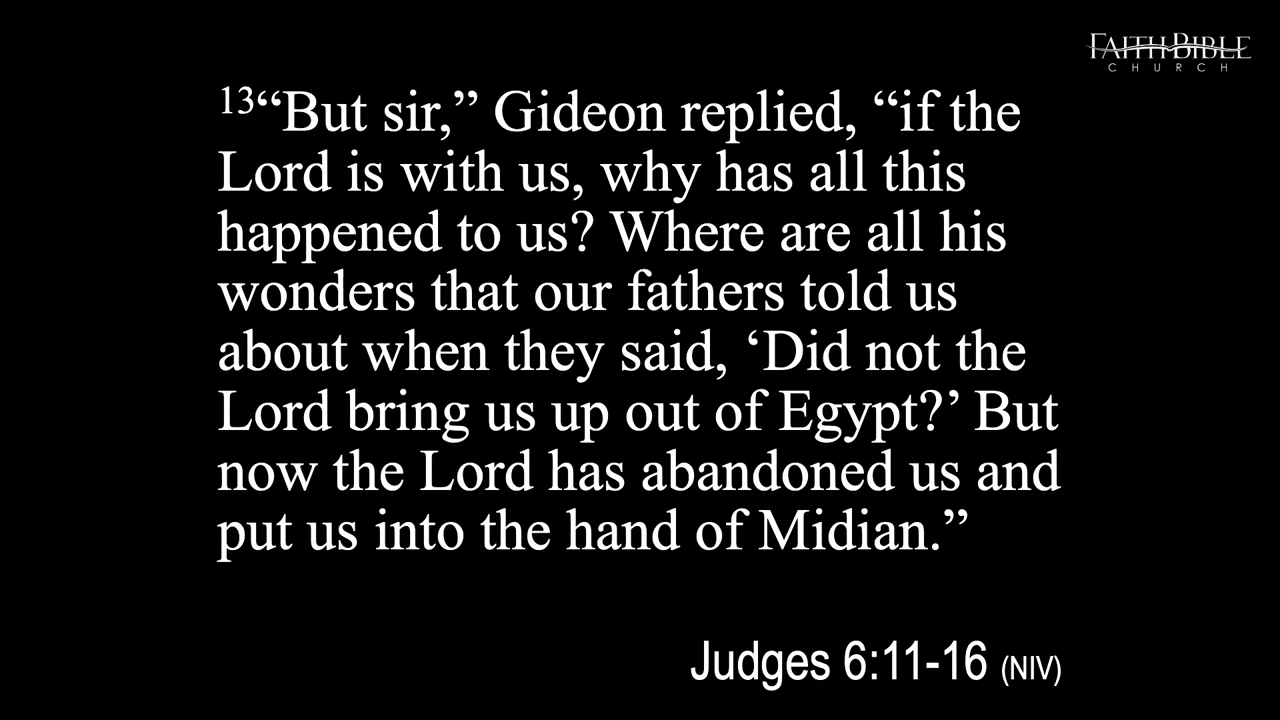 FAITH BIBLE
CHURCH
13“But sir,” Gideon replied, “if the
Lord is with us, why has all this
happened to us? Where are all his
wonders that our fathers told us
about when they said, ‘Did not the
Lord bring us up out of Egypt?’ But
now the Lord has abandoned us and
put us into the hand of Midian.”
Judges 6:11-16 (NIV)